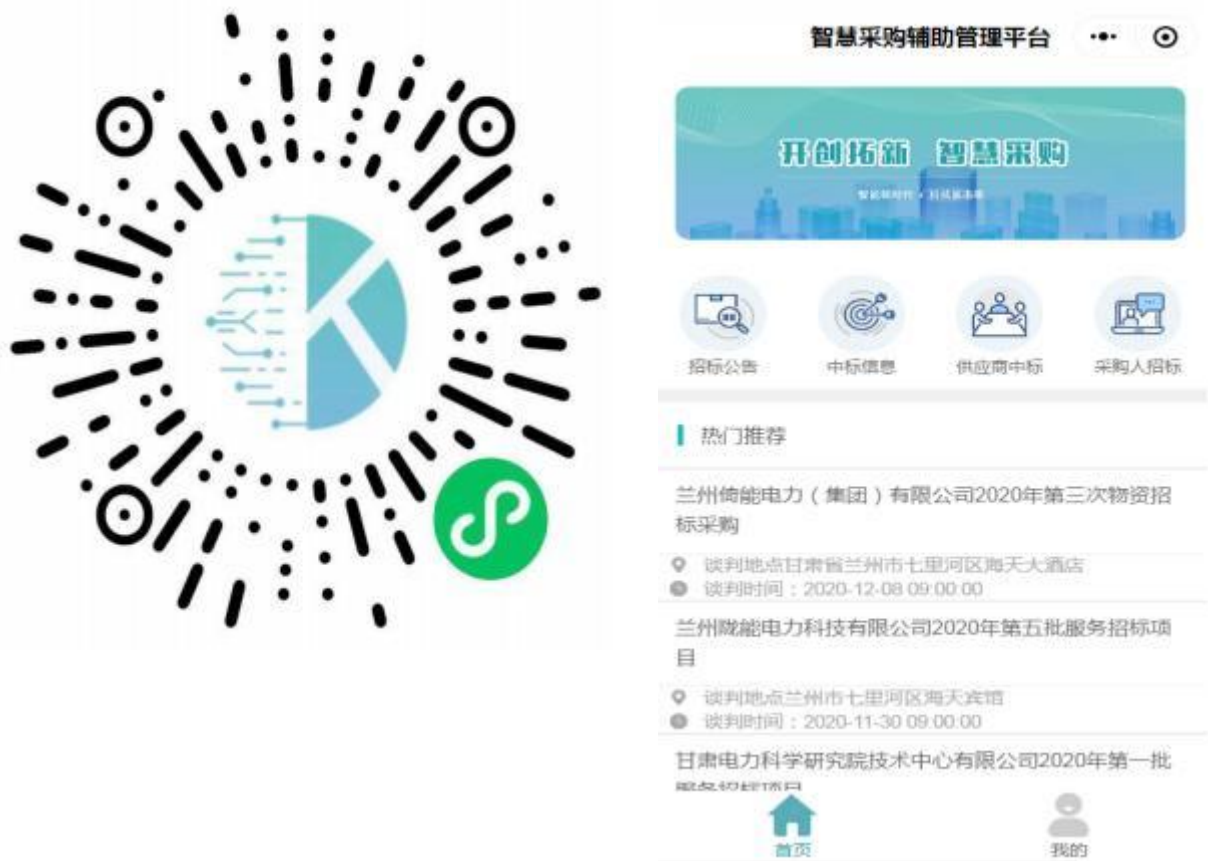 智慧采购辅助管理平台
开创拓新 智慧采购
招标公告 中标信息 供应商中标 采购人招标
热门推荐
兰州倚能电力（集团）有限公司2020年第三次物资招
标采购
谈判地点甘肃省兰州市七里河区海天大酒店
谈判时间：2020-12-08 09:00:00
兰州陇能电力科技有限公司2020年第五批服务招标项
目
谈判地点兰州市七里河区海天宾馆
谈判时间：2020-11-30 09:00:00
甘肃电力科学研究院技术中心有限公司2020年第一批
服务招标项目
首页 我的